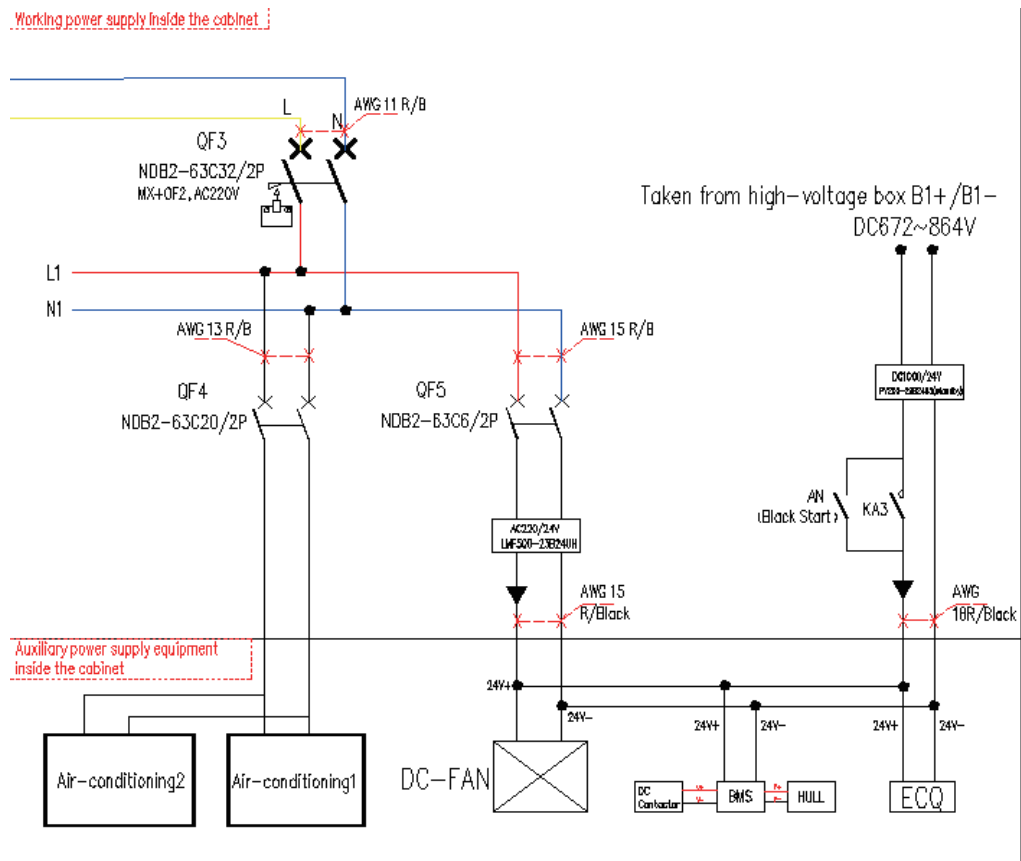 Working power supply inside the cabinet
L
N
AWG 11 R/B
QF3
NDB2-63C32/2P
MX+OF2, AC220V
Taken from high-voltage box B1+/B1-
DC672~864V
L1
N1
AWG 13 R/B
AWG 15 R/B
QF4
NDB2-63C20/2P
QF5
NDB2-63C6/2P
DC1000/24V
AN
(Black Start)
KA3
AC220/24V
LMF500-23B24UH
AWG 15
R/Black
AWG
18R/Black
Auxiliary power supply equipment
inside the cabinet
24V+
24V-
24V+
24V-
24V+
24V-
Air-conditioning2
Air-conditioning1
DC-FAN
DC
Contactor
BMS
HULL
ECQ